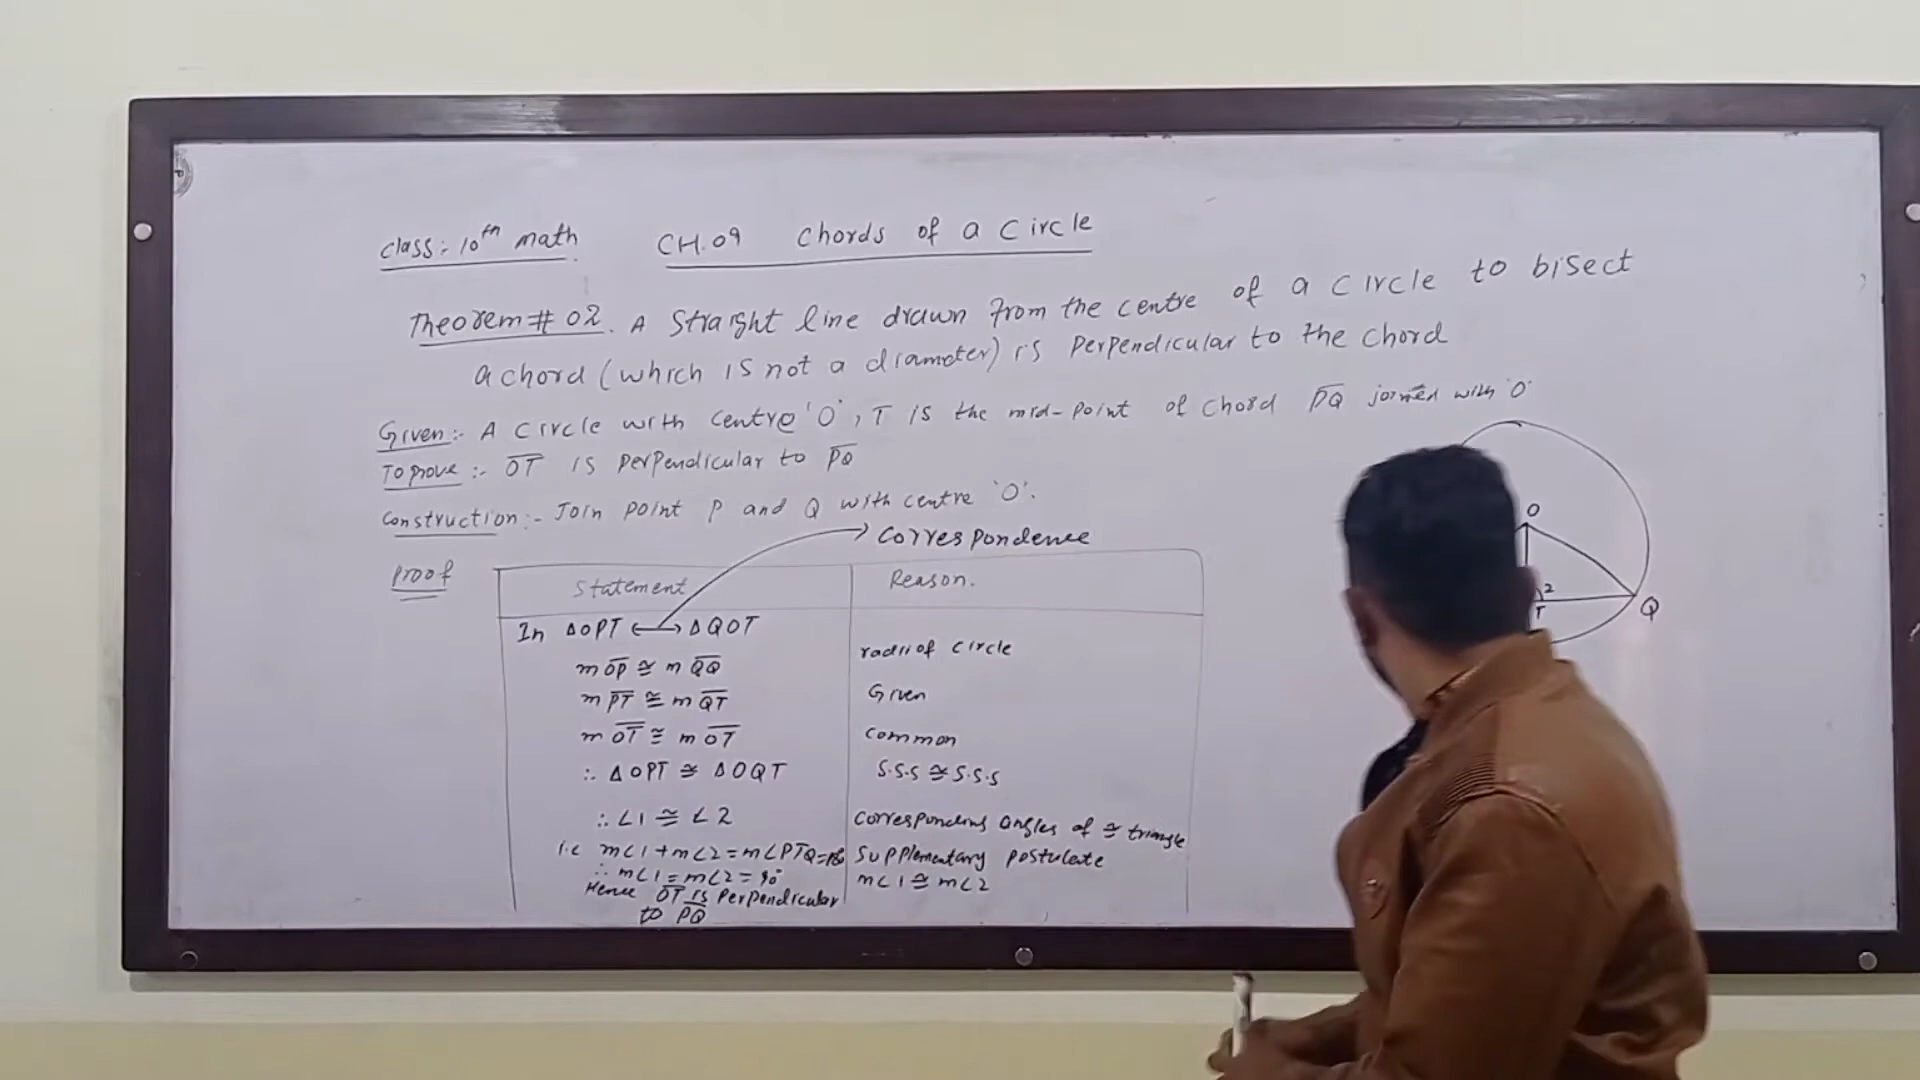 Class:- 10th math CH.09 Chords of a Circle
Theorem # 02. A Straight line drawn from the centre of a circle to bisect
a chord (which is not a diameter) is Perpendicular to the Chord
Given:- A Circle with Centre 'O', T is the mid-point of Chord PQ joined with 'O'
To prove:- OT is perpendicular to PQ
Construction:- Join point P and Q with centre 'O'.
Correspondence
Proof
Statement Reason.
In ΔOPT ↔ ΔQOT
m OP ≅ m QQ radii of circle
m PT ≅ m QT Given
m OT ≅ m OT Common
∴ ΔOPT ≅ ΔOQT S.S.S ≅ S.S.S
∴ ∠1 ≅ ∠2 Corresponding angles of ≅ triangle
i.e m∠1 + m∠2 = m∠PTQ = Supplementary postulate
∴ m∠1 = m∠2 = 90° m∠1 ≅ m∠2
Hence OT is Perpendicular
to PQ
O
2
T
Q